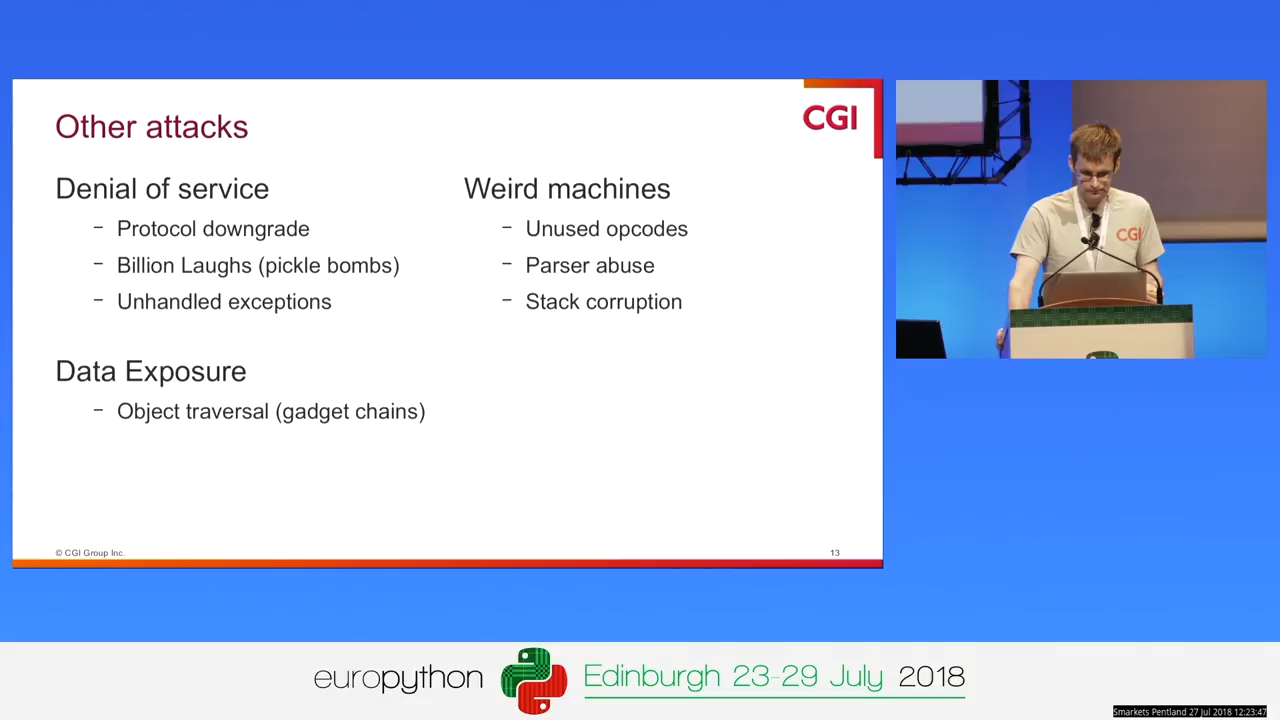 Other attacks
CGI
Denial of service
– Protocol downgrade
– Billion Laughs (pickle bombs)
– Unhandled exceptions
Data Exposure
– Object traversal (gadget chains)
Weird machines
– Unused opcodes
– Parser abuse
– Stack corruption
© CGI Group Inc.
13
CGI
europython
Edinburgh 23-29 July 2018
Smarkets Pentland 27 Jul 2018 12:23:47